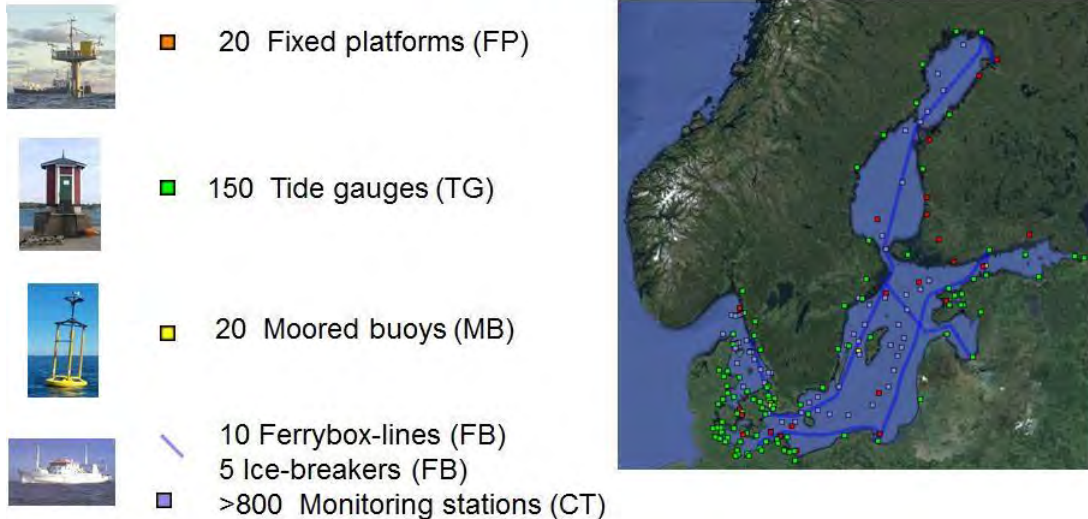 20 Fixed platforms (FP)
150 Tide gauges (TG)
20 Moored buoys (MB)
10 Ferrybox-lines (FB)
5 Ice-breakers (FB)
>800 Monitoring stations (CT)